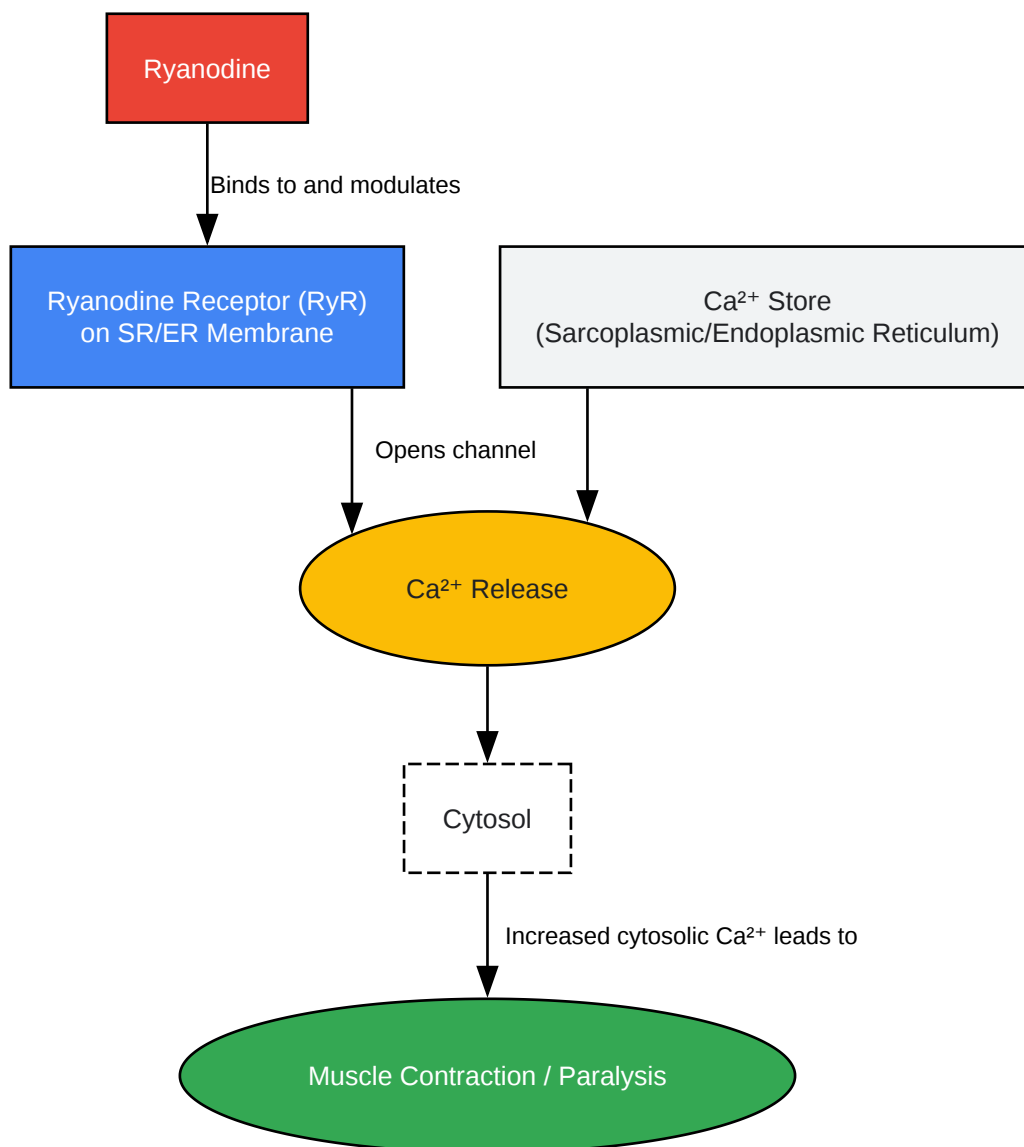 Ryanodine
Binds to and modulates
Ryanodine Receptor (RyR)
on SR/ER Membrane
Ca²⁺ Store
(Sarcoplasmic/Endoplasmic Reticulum)
Opens channel
Ca²⁺ Release
Cytosol
Increased cytosolic Ca²⁺ leads to
Muscle Contraction / Paralysis